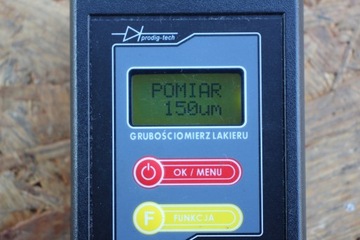 prodig-tech
POMIAR
150um
GRUBOŚCIOMIERZ LAKIERU
OK / MENU
F
FUNKCJA